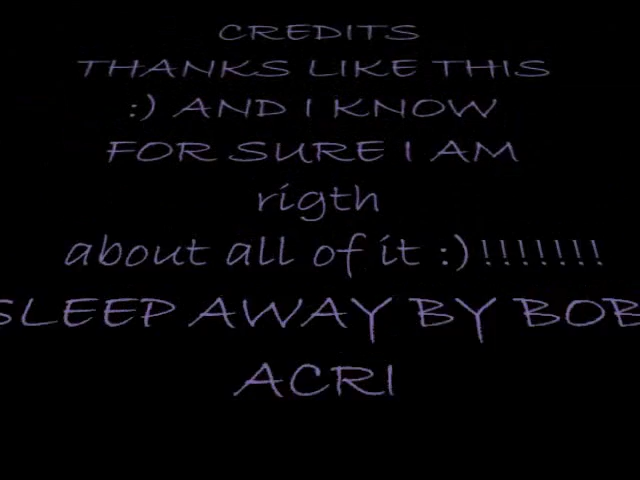 CREDITS
THANKS LIKE THIS
:) AND I KNOW
FOR SURE I AM
rigth
about all of it :)!!!!!!!
SLEEP AWAY BY BOB
ACRI